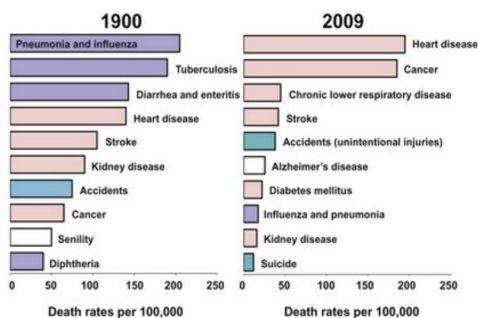 1900
Pneumonia and influenza
Tuberculosis
Diarrhea and enteritis
Heart disease
Stroke
Kidney disease
Accidents
Cancer
Senility
Diphtheria
0 50 100 150 200 250
Death rates per 100,000
2009
Heart disease
Cancer
Chronic lower respiratory disease
Stroke
Accidents (unintentional injuries)
Alzheimer's disease
Diabetes mellitus
Influenza and pneumonia
Kidney disease
Suicide
0 50 100 150 200 250
Death rates per 100,000